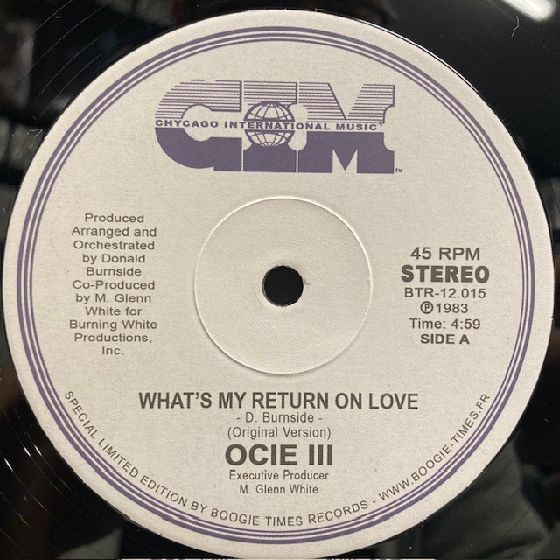 CIM
CHYCAGO INTERNATIONAL MUSIC
TM
Produced
Arranged and
Orchestrated
by Donald
Burnside
Co-Produced
by M. Glenn
White for
Burning White
Productions,
Inc.
45 RPM
STEREO
BTR-12.015
℗1983
Time: 4:59
SIDE A
WHAT'S MY RETURN ON LOVE
- D. Burnside -
(Original Version)
OCIE III
Executive Producer
M. Glenn White
SPECIAL LIMITED EDITION BY BOOGIE TIMES RECORDS - WWW.BOOGIE-TIMES.FR